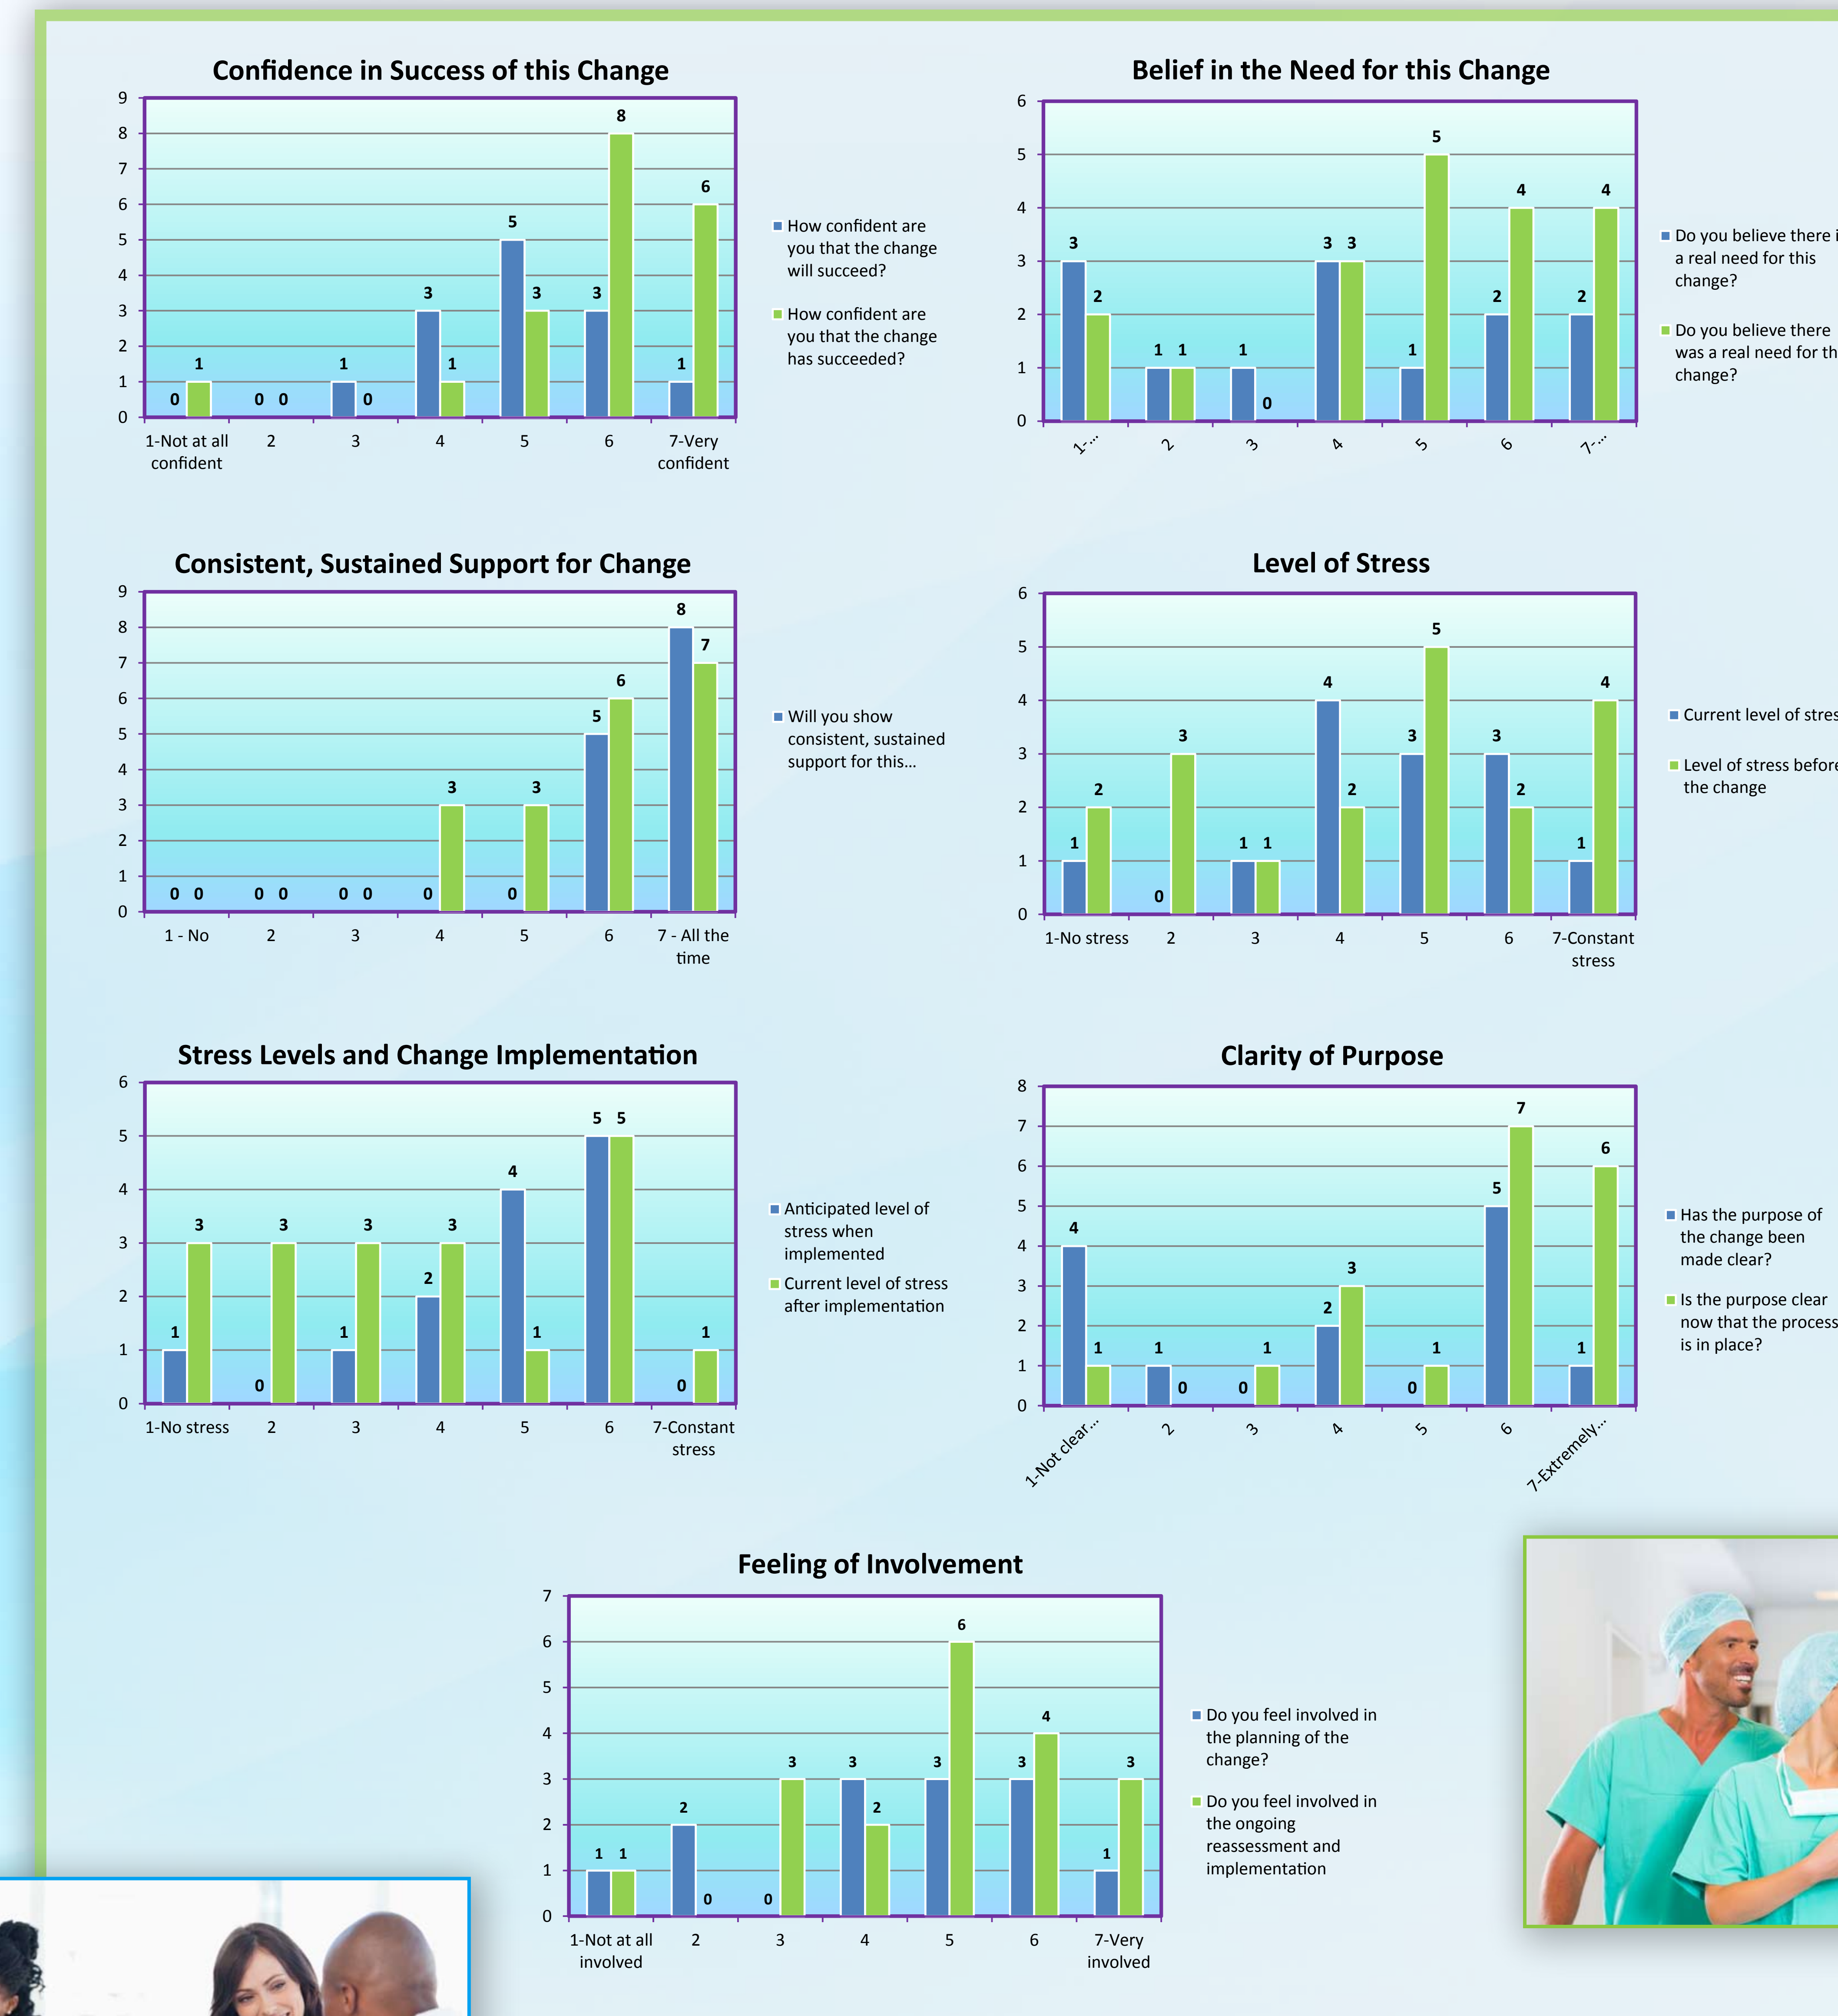 Confidence in Success of this Change
9
8
7
6
5
4
3
2
1
0
0 1
0 0
1 0
3 1
5 3
3 8
1 6
1-Not at all
confident
2 3 4 5 6
7-Very
confident
How confident are
you that the change
will succeed?
How confident are
you that the change
has succeeded?
Belief in the Need for this Change
6
5
4
3
2
1
0
3 2
1 1
1 0
3 3
1 5
2 4
2 4
1-...
2 3 4 5 6
7-...
Do you believe there i
a real need for this
change?
Do you believe there
was a real need for th
change?
Consistent, Sustained Support for Change
9
8
7
6
5
4
3
2
1
0
0 0
0 0
0 0
0 3
0 3
5 6
8 7
1 - No
2 3 4 5 6
7 - All the
time
Will you show
consistent, sustained
support for this...
Level of Stress
6
5
4
3
2
1
0
1 2
0 3
1 1
4 2
3 5
3 2
1 4
1-No stress
2 3 4 5 6
7-Constant
stress
Current level of stres
Level of stress before
the change
Stress Levels and Change Implementation
6
5
4
3
2
1
0
1 3
0 3
1 3
2 3
4 1
5 5
0 1
1-No stress
2 3 4 5 6
7-Constant
stress
Anticipated level of
stress when
implemented
Current level of stress
after implementation
Clarity of Purpose
8
7
6
5
4
3
2
1
0
4 1
1 0
0 1
2 3
0 1
5 7
1 6
1-Not clear...
2 3 4 5 6
7-Extremely...
Has the purpose of
the change been
made clear?
Is the purpose clear
now that the process
is in place?
Feeling of Involvement
7
6
5
4
3
2
1
0
1 1
2 0
0 3
3 2
3 6
3 4
1 3
1-Not at all
involved
2 3 4 5 6
7-Very
involved
Do you feel involved in
the planning of the
change?
Do you feel involved in
the ongoing
reassessment and
implementation